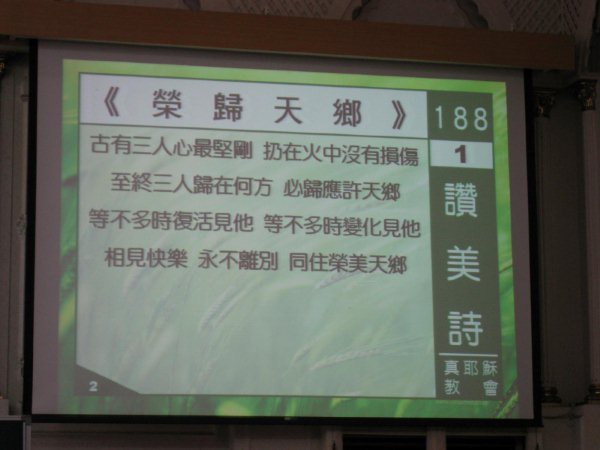 《 榮 歸 天 鄉 》
古有三人心最堅剛 扔在火中沒有損傷
至終三人歸在何方 必歸應許天鄉
等不多時復活見他 等不多時變化見他
相見快樂 永不離別 同住榮美天鄉
2
188
1
讚美詩
真耶穌
教會